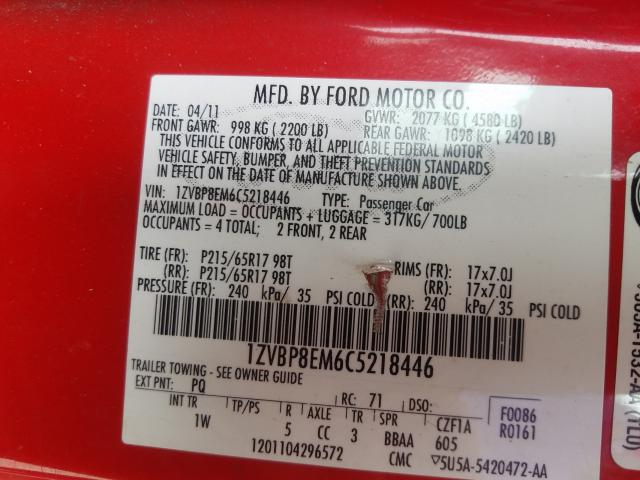 MFD. BY FORD MOTOR CO.
DATE: 04/11 GVWR: 2077 KG ( 4580 LB)
FRONT GAWR: 998 KG ( 2200 LB) REAR GAWR: 1098 KG ( 2420 LB)
THIS VEHICLE CONFORMS TO ALL APPLICABLE FEDERAL MOTOR
VEHICLE SAFETY, BUMPER, AND THEFT PREVENTION STANDARDS
IN EFFECT ON THE DATE OF MANUFACTURE SHOWN ABOVE.
VIN: 1ZVBP8EM6C5218446 TYPE: Passenger Car
MAXIMUM LOAD = OCCUPANTS + LUGGAGE = 317KG/ 700LB
OCCUPANTS = 4 TOTAL; 2 FRONT, 2 REAR
TIRE (FR): P215/65R17 98T RIMS (FR): 17x7.0J
(RR): P215/65R17 98T (RR): 17x7.0J
PRESSURE (FR): 240 kPa/ 35 PSI COLD (RR): 240 kPa/ 35 PSI COLD
1ZVBP8EM6C5218446
TRAILER TOWING - SEE OWNER GUIDE
EXT PNT: PQ RC: 71 DSO:
INT TR TP/PS R AXLE TR SPR CZF1A F0086
1W 5 CC 3 BBAA 605 R0161
1201104296572 CMC ▽5U5A-5420472-AA